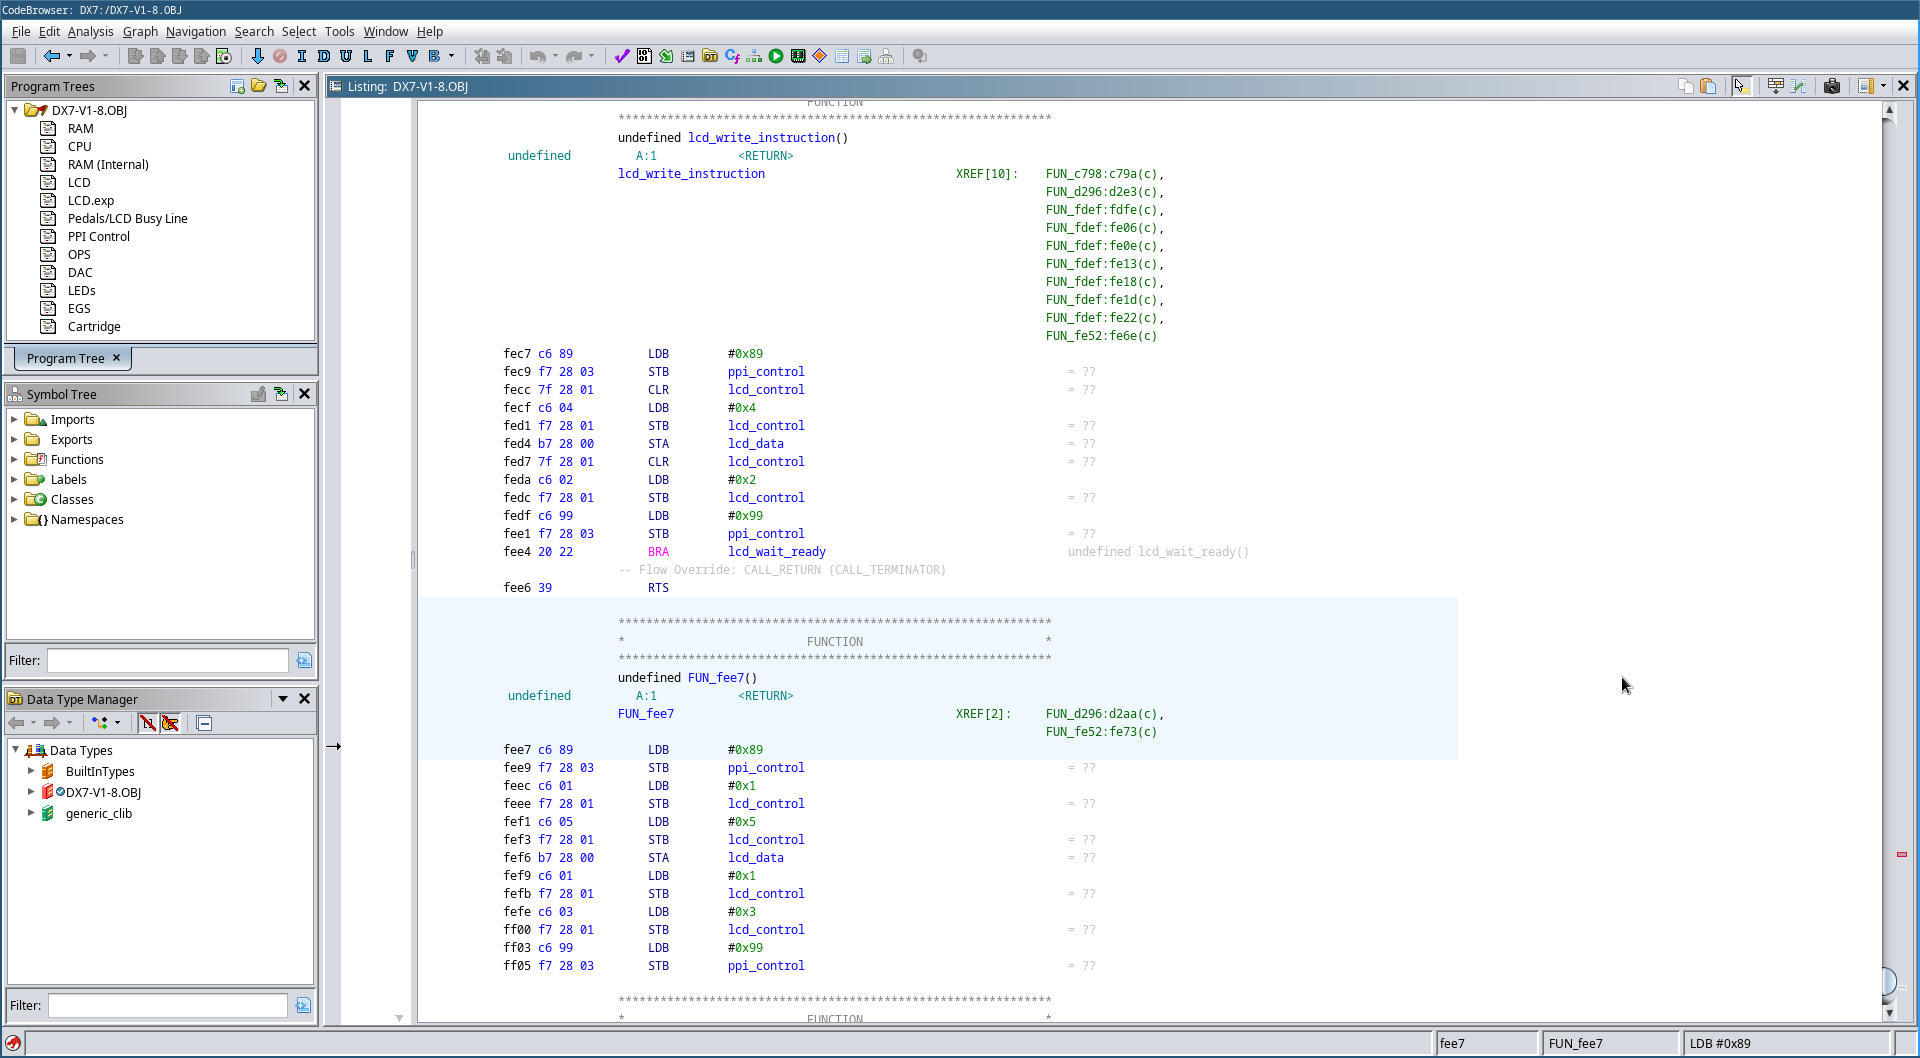 CodeBrowser: DX7:/DX7-V1-8.OBJ
File Edit Analysis Graph Navigation Search Select Tools Window Help
I D U L F V B
Program Trees
DX7-V1-8.OBJ
RAM
CPU
RAM (Internal)
LCD
LCD.exp
Pedals/LCD Busy Line
PPI Control
OPS
DAC
LEDs
EGS
Cartridge
Program Tree ×
Symbol Tree
Imports
Exports
Functions
Labels
Classes
Namespaces
Filter:
Data Type Manager
Data Types
BuiltInTypes
DX7-V1-8.OBJ
generic_clib
Filter:
Listing: DX7-V1-8.OBJ
FUNCTION
**************************************************************
undefined lcd_write_instruction()
undefined A:1 <RETURN>
lcd_write_instruction XREF[10]: FUN_c798:c79a(c),
FUN_d296:d2e3(c),
FUN_fdef:fdfe(c),
FUN_fdef:fe06(c),
FUN_fdef:fe0e(c),
FUN_fdef:fe13(c),
FUN_fdef:fe18(c),
FUN_fdef:fe1d(c),
FUN_fdef:fe22(c),
FUN_fe52:fe6e(c)
fec7 c6 89 LDB #0x89
fec9 f7 28 03 STB ppi_control = ??
fecc 7f 28 01 CLR lcd_control = ??
fecf c6 04 LDB #0x4
fed1 f7 28 01 STB lcd_control = ??
fed4 b7 28 00 STA lcd_data = ??
fed7 7f 28 01 CLR lcd_control = ??
feda c6 02 LDB #0x2
fedc f7 28 01 STB lcd_control = ??
fedf c6 99 LDB #0x99
fee1 f7 28 03 STB ppi_control = ??
fee4 20 22 BRA lcd_wait_ready undefined lcd_wait_ready()
-- Flow Override: CALL_RETURN (CALL_TERMINATOR)
fee6 39 RTS
**************************************************************
* FUNCTION *
**************************************************************
undefined FUN_fee7()
undefined A:1 <RETURN>
FUN_fee7 XREF[2]: FUN_d296:d2aa(c),
FUN_fe52:fe73(c)
fee7 c6 89 LDB #0x89
fee9 f7 28 03 STB ppi_control = ??
feec c6 01 LDB #0x1
feee f7 28 01 STB lcd_control = ??
fef1 c6 05 LDB #0x5
fef3 f7 28 01 STB lcd_control = ??
fef6 b7 28 00 STA lcd_data = ??
fef9 c6 01 LDB #0x1
fefb f7 28 01 STB lcd_control = ??
fefe c6 03 LDB #0x3
ff00 f7 28 01 STB lcd_control = ??
ff03 c6 99 LDB #0x99
ff05 f7 28 03 STB ppi_control = ??
**************************************************************
* FUNCTION *
fee7 FUN_fee7 LDB #0x89